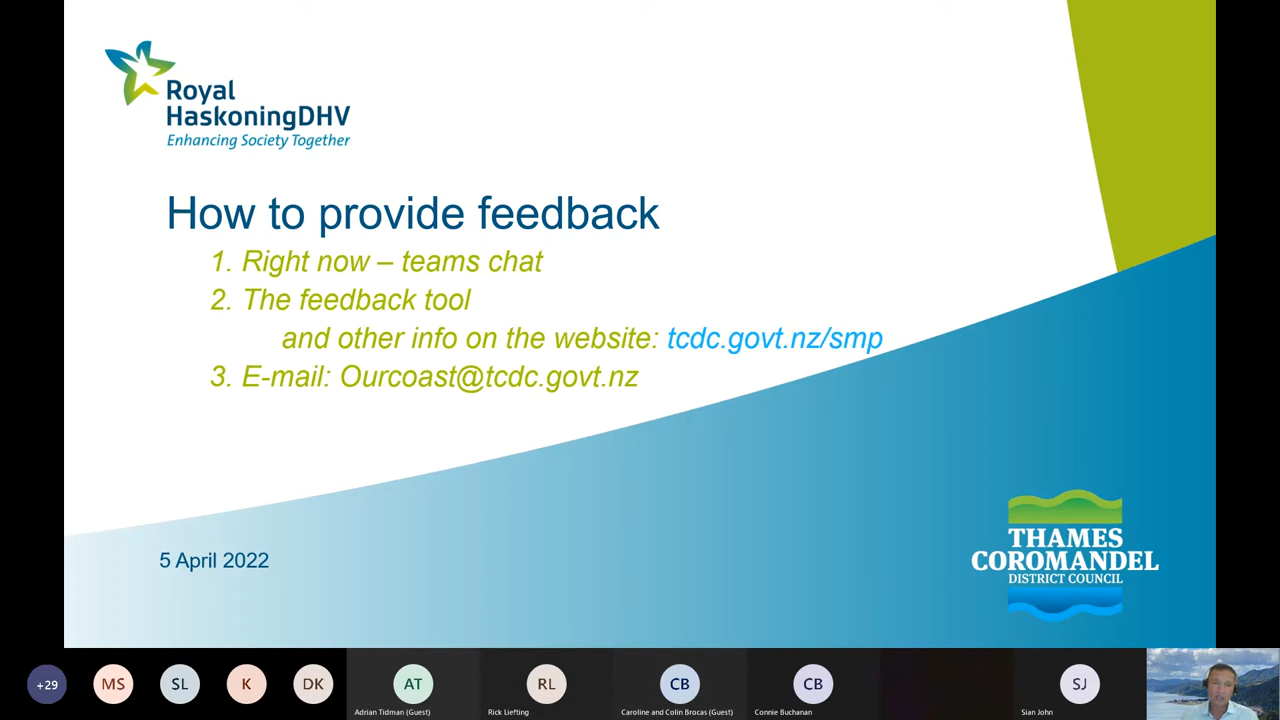 Royal
HaskoningDHV
Enhancing Society Together
How to provide feedback
1. Right now – teams chat
2. The feedback tool
and other info on the website: tcdc.govt.nz/smp
3. E-mail: Ourcoast@tcdc.govt.nz
5 April 2022
THAMES
COROMANDEL
DISTRICT COUNCIL
+29
MS
SL
K
DK
AT
RL
CB
CB
SJ
Adrian Tidman (Guest)
Rick Liefting
Caroline and Colin Brocas (Guest)
Connie Buchanan
Sian John